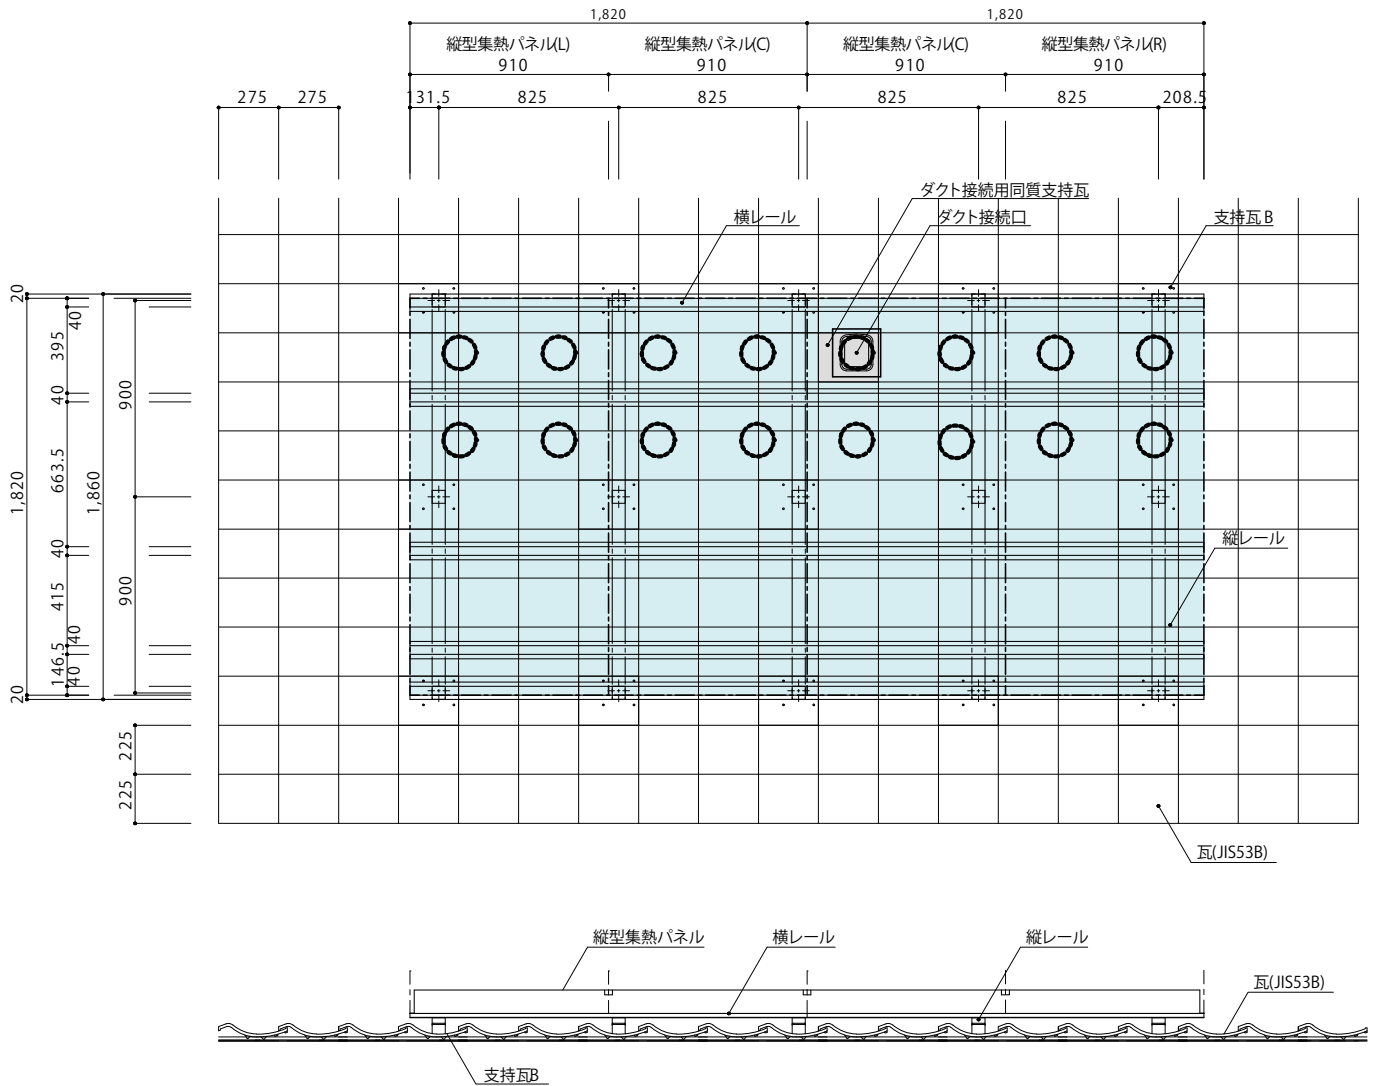 1,820
1,820
縦型集熱パネル(L)
縦型集熱パネル(C)
縦型集熱パネル(C)
縦型集熱パネル(R)
910
910
910
910
275
275
131.5
825
825
825
825
208.5
ダクト接続用同質支持瓦
横レール
ダクト接続口
支持瓦 B
20
40
395
900
40
663.5
1,820
1,860
縦レール
40
415
900
40
146.5
40
20
225
225
瓦(JIS53B)
縦型集熱パネル
横レール
縦レール
瓦(JIS53B)
支持瓦B